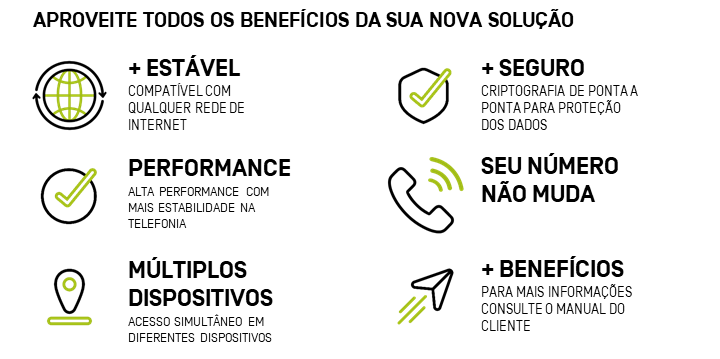 APROVEITE TODOS OS BENEFÍCIOS DA SUA NOVA SOLUÇÃO
+ ESTÁVEL
COMPATÍVEL COM
QUALQUER REDE DE
INTERNET
+ SEGURO
CRIPTOGRAFIA DE PONTA A
PONTA PARA PROTEÇÃO
DOS DADOS
PERFORMANCE
ALTA PERFORMANCE COM
MAIS ESTABILIDADE NA
TELEFONIA
SEU NÚMERO
NÃO MUDA
MÚLTIPLOS
DISPOSITIVOS
ACESSO SIMULTÂNEO EM
DIFERENTES DISPOSITIVOS
+ BENEFÍCIOS
PARA MAIS INFORMAÇÕES
CONSULTE O MANUAL DO
CLIENTE